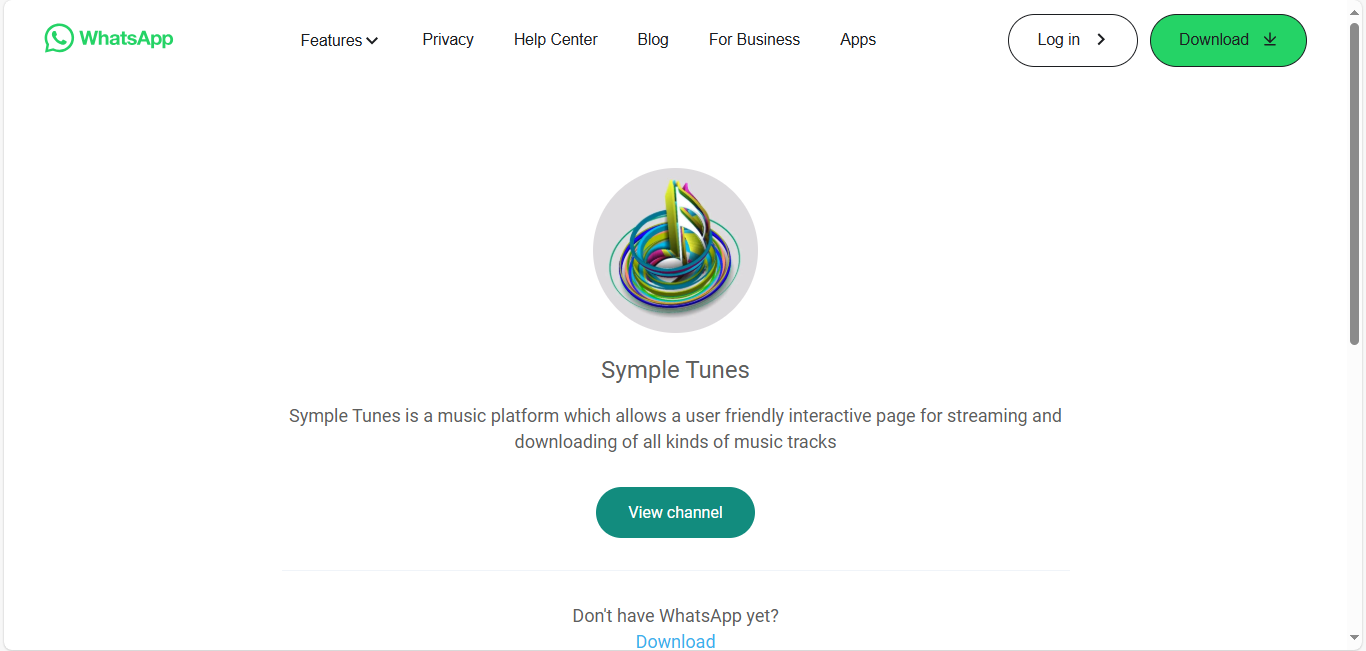 WhatsApp
Features
Privacy
Help Center
Blog
For Business
Apps
Log in
Download
Symple Tunes
Symple Tunes is a music platform which allows a user friendly interactive page for streaming and
downloading of all kinds of music tracks
View channel
Don't have WhatsApp yet?
Download